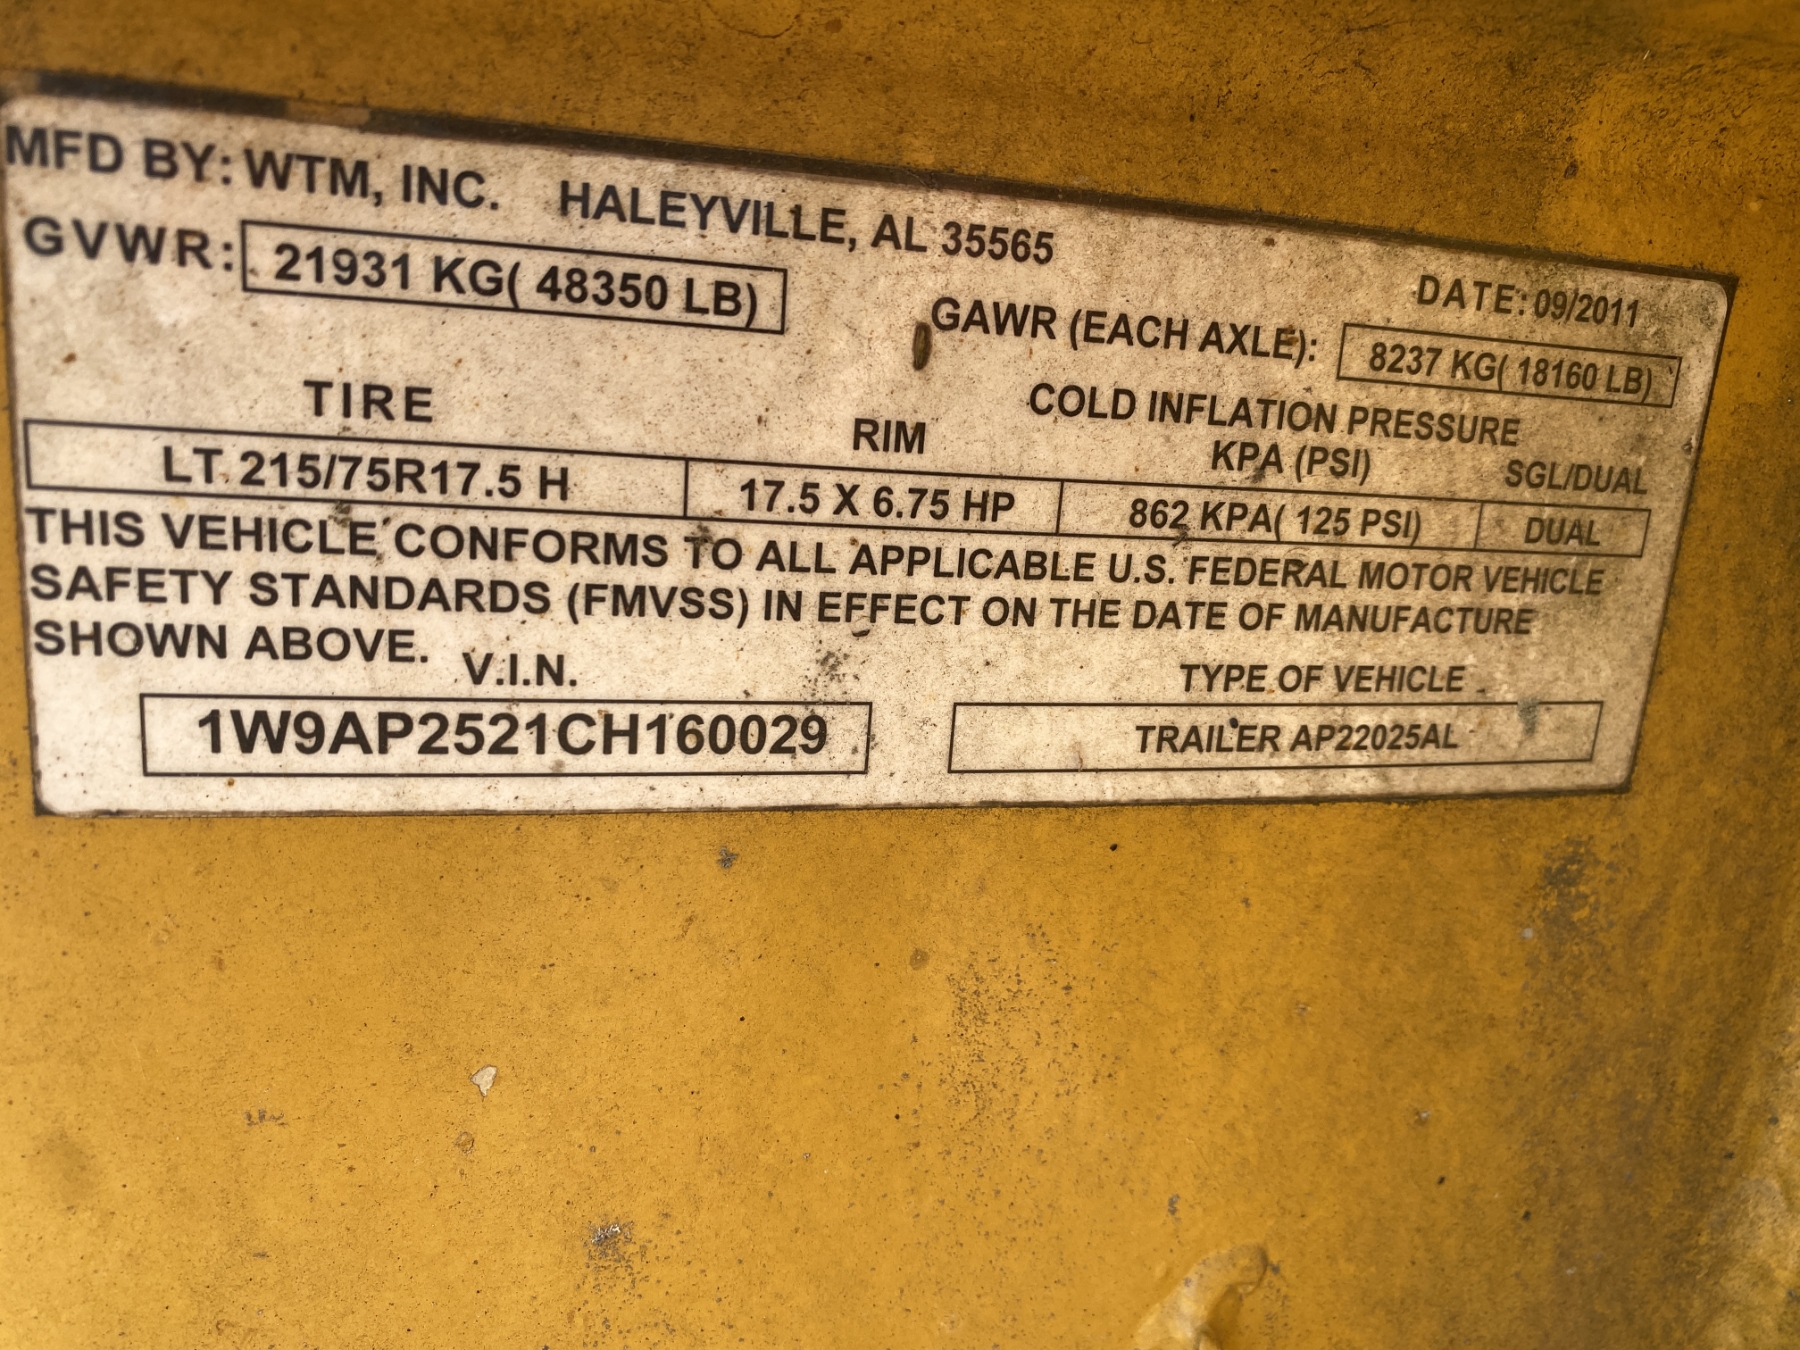 MFD BY: WTM, INC. HALEYVILLE, AL 35565
DATE: 09/2011
GVWR: 21931 KG( 48350 LB)
GAWR (EACH AXLE): 8237 KG( 18160 LB)
TIRE RIM COLD INFLATION PRESSURE
KPA (PSI) SGL/DUAL
LT 215/75R17.5 H 17.5 X 6.75 HP 862 KPA( 125 PSI) DUAL
THIS VEHICLE CONFORMS TO ALL APPLICABLE U.S. FEDERAL MOTOR VEHICLE
SAFETY STANDARDS (FMVSS) IN EFFECT ON THE DATE OF MANUFACTURE
SHOWN ABOVE.
V.I.N. TYPE OF VEHICLE
1W9AP2521CH160029 TRAILER AP22025AL